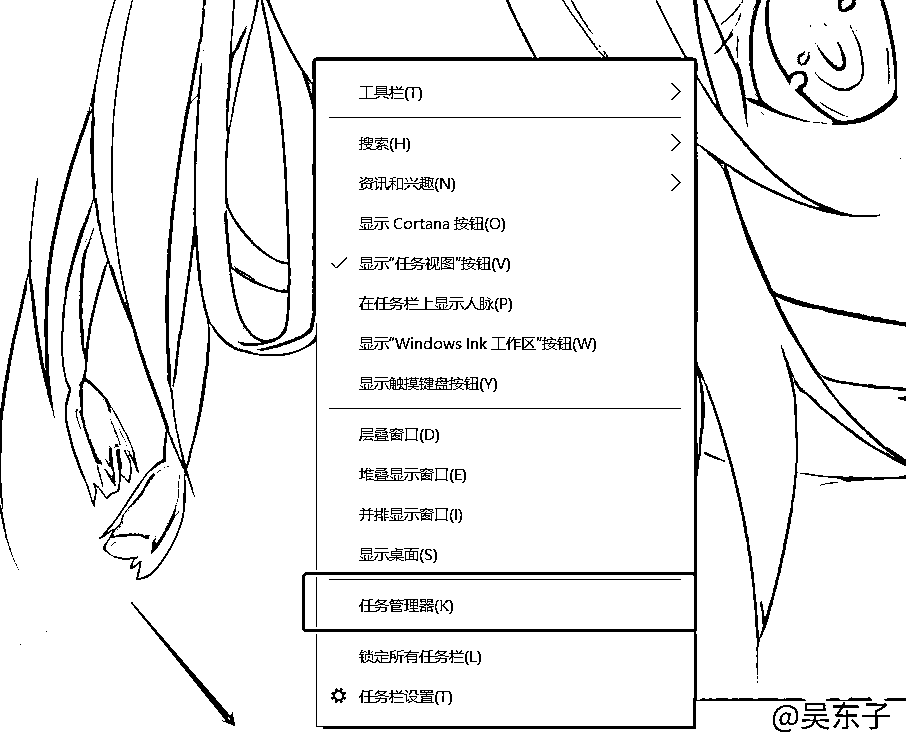 工具栏(T)
搜索(H)
资讯和兴趣(N)
显示 Cortana 按钮(O)
显示"任务视图"按钮(V)
在任务栏上显示人脉(P)
显示"Windows Ink 工作区"按钮(W)
显示触摸键盘按钮(Y)
层叠窗口(D)
堆叠显示窗口(E)
并排显示窗口(I)
显示桌面(S)
任务管理器(K)
锁定所有任务栏(L)
任务栏设置(T)
@吴东子